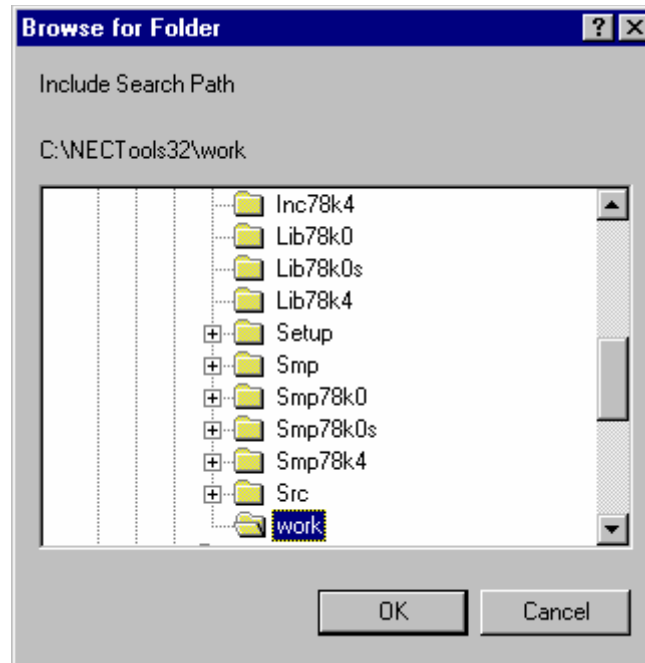 Browse for Folder
Include Search Path
C:\NECTools32\work
Inc78k4
Lib78k0
Lib78k0s
Lib78k4
Setup
Smp
Smp78k0
Smp78k0s
Smp78k4
Src
work
OK Cancel